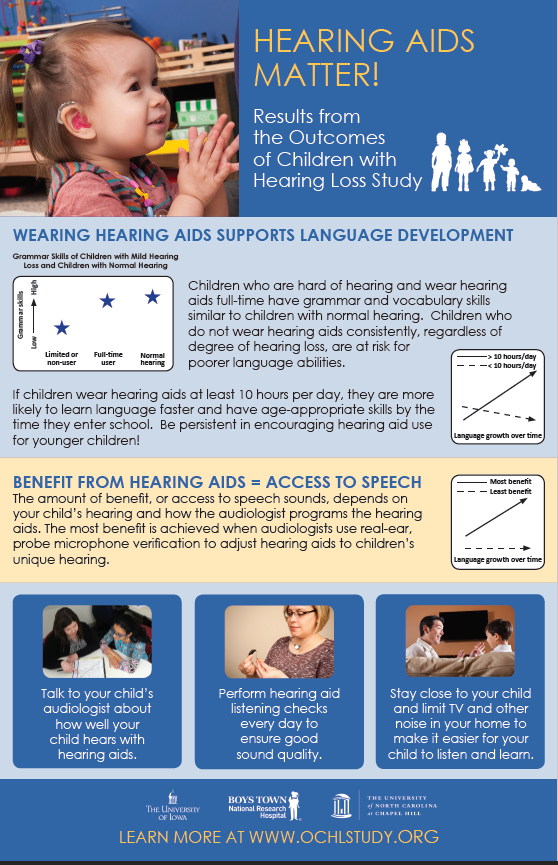 HEARING AIDS
MATTER!
Results from
the Outcomes
of Children with
Hearing Loss Study
WEARING HEARING AIDS SUPPORTS LANGUAGE DEVELOPMENT
Grammar Skills of Children with Mild Hearing
Loss and Children with Normal Hearing
Grammar skills
Low
High
Limited or
non-user
Full-time
user
Normal
hearing
Children who are hard of hearing and wear hearing
aids full-time have grammar and vocabulary skills
similar to children with normal hearing. Children who
do not wear hearing aids consistently, regardless of
degree of hearing loss, are at risk for
poorer language abilities.
> 10 hours/day
< 10 hours/day
Language growth over time
If children wear hearing aids at least 10 hours per day, they are more
likely to learn language faster and have age-appropriate skills by the
time they enter school. Be persistent in encouraging hearing aid use
for younger children!
BENEFIT FROM HEARING AIDS = ACCESS TO SPEECH
The amount of benefit, or access to speech sounds, depends on
your child's hearing and how the audiologist programs the hearing
aids. The most benefit is achieved when audiologists use real-ear,
probe microphone verification to adjust hearing aids to children's
unique hearing.
Most benefit
Least benefit
Language growth over time
Talk to your child's
audiologist about
how well your
child hears with
hearing aids.
Perform hearing aid
listening checks
every day to
ensure good
sound quality.
Stay close to your child
and limit TV and other
noise in your home to
make it easier for your
child to listen and learn.
THE UNIVERSITY
OF IOWA
BOYS TOWN
National Research
Hospital
THE UNIVERSITY
of NORTH CAROLINA
at CHAPEL HILL
LEARN MORE AT WWW.OCHLSTUDY.ORG